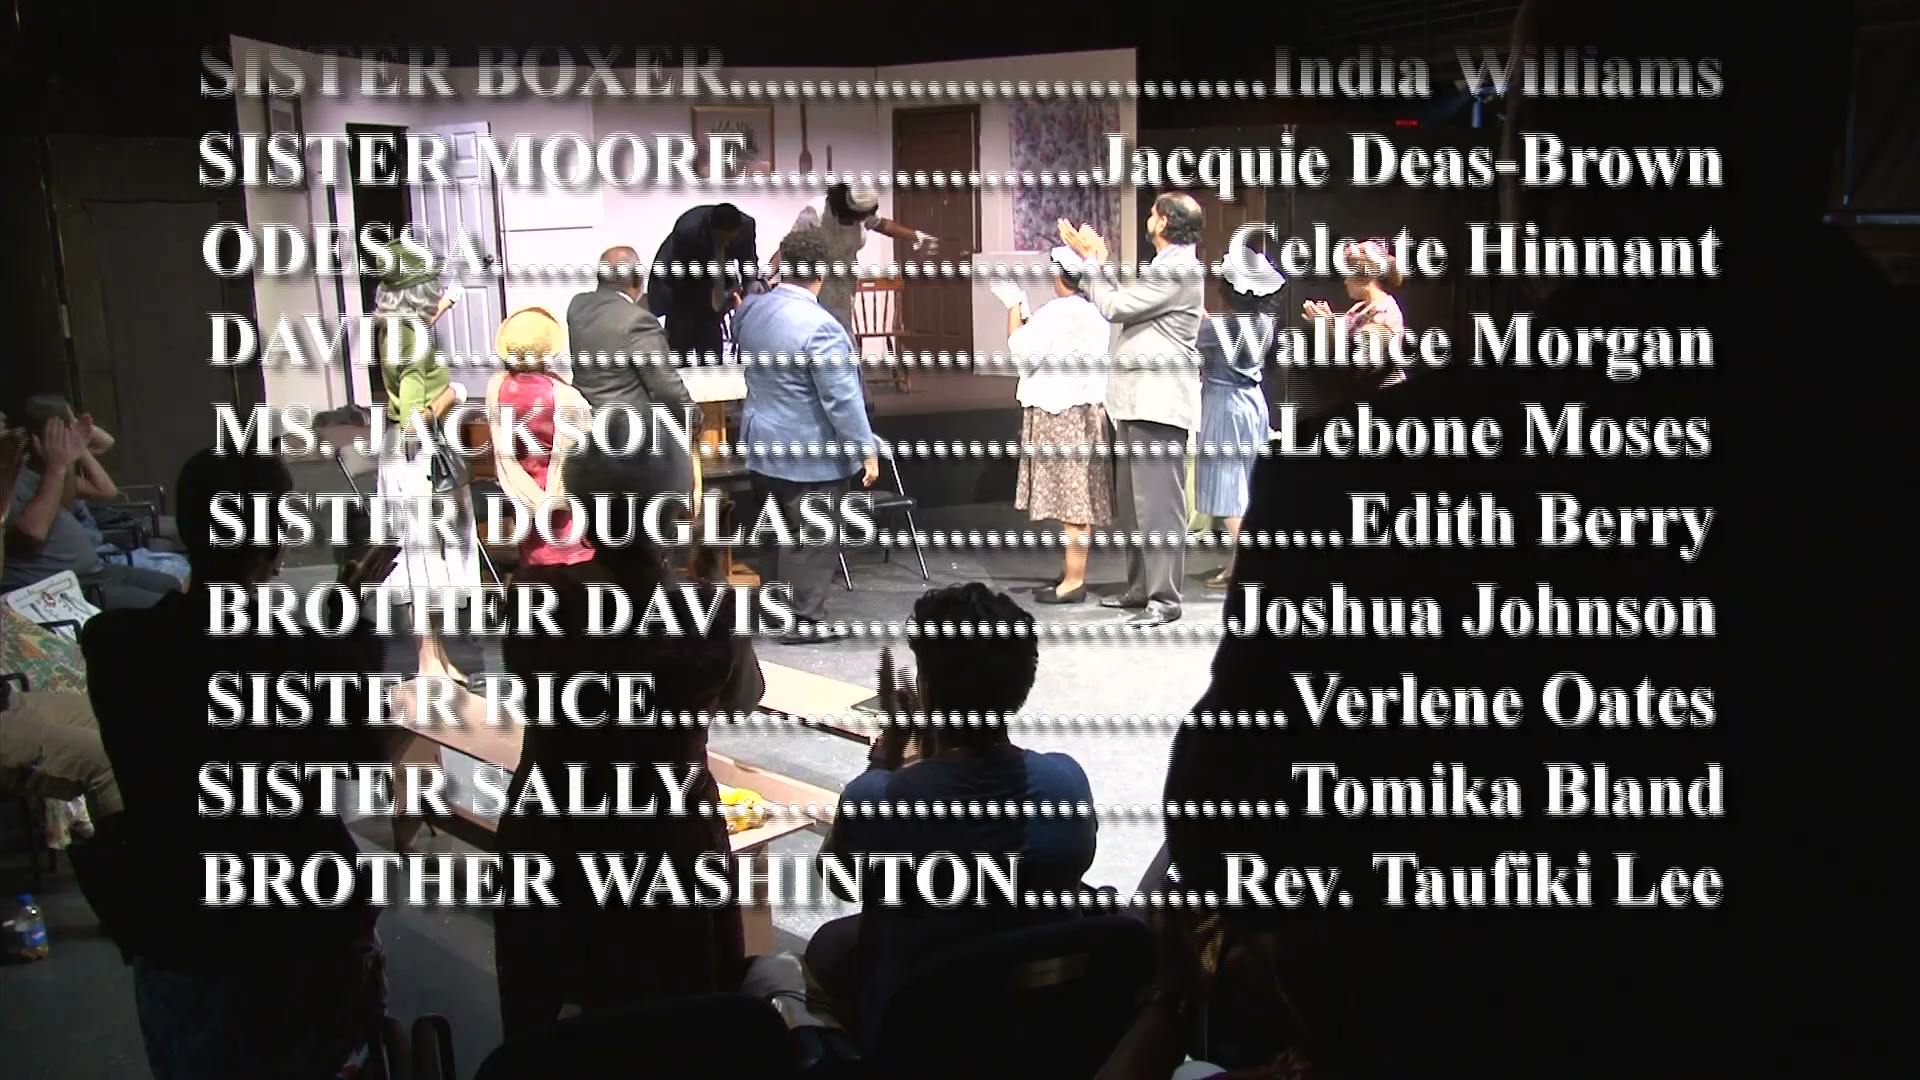 SISTER BOXER..............................India Williams
SISTER MOORE...................Jacquie Deas-Brown
ODESSA.........................................Celeste Hinnant
DAVID...........................................Wallace Morgan
MS. JACKSON................................Lebone Moses
SISTER DOUGLASS..........................Edith Berry
BROTHER DAVIS........................Joshua Johnson
SISTER RICE...................................Verlene Oates
SISTER SALLY.................................Tomika Bland
BROTHER WASHINTON...........Rev. Taufiki Lee